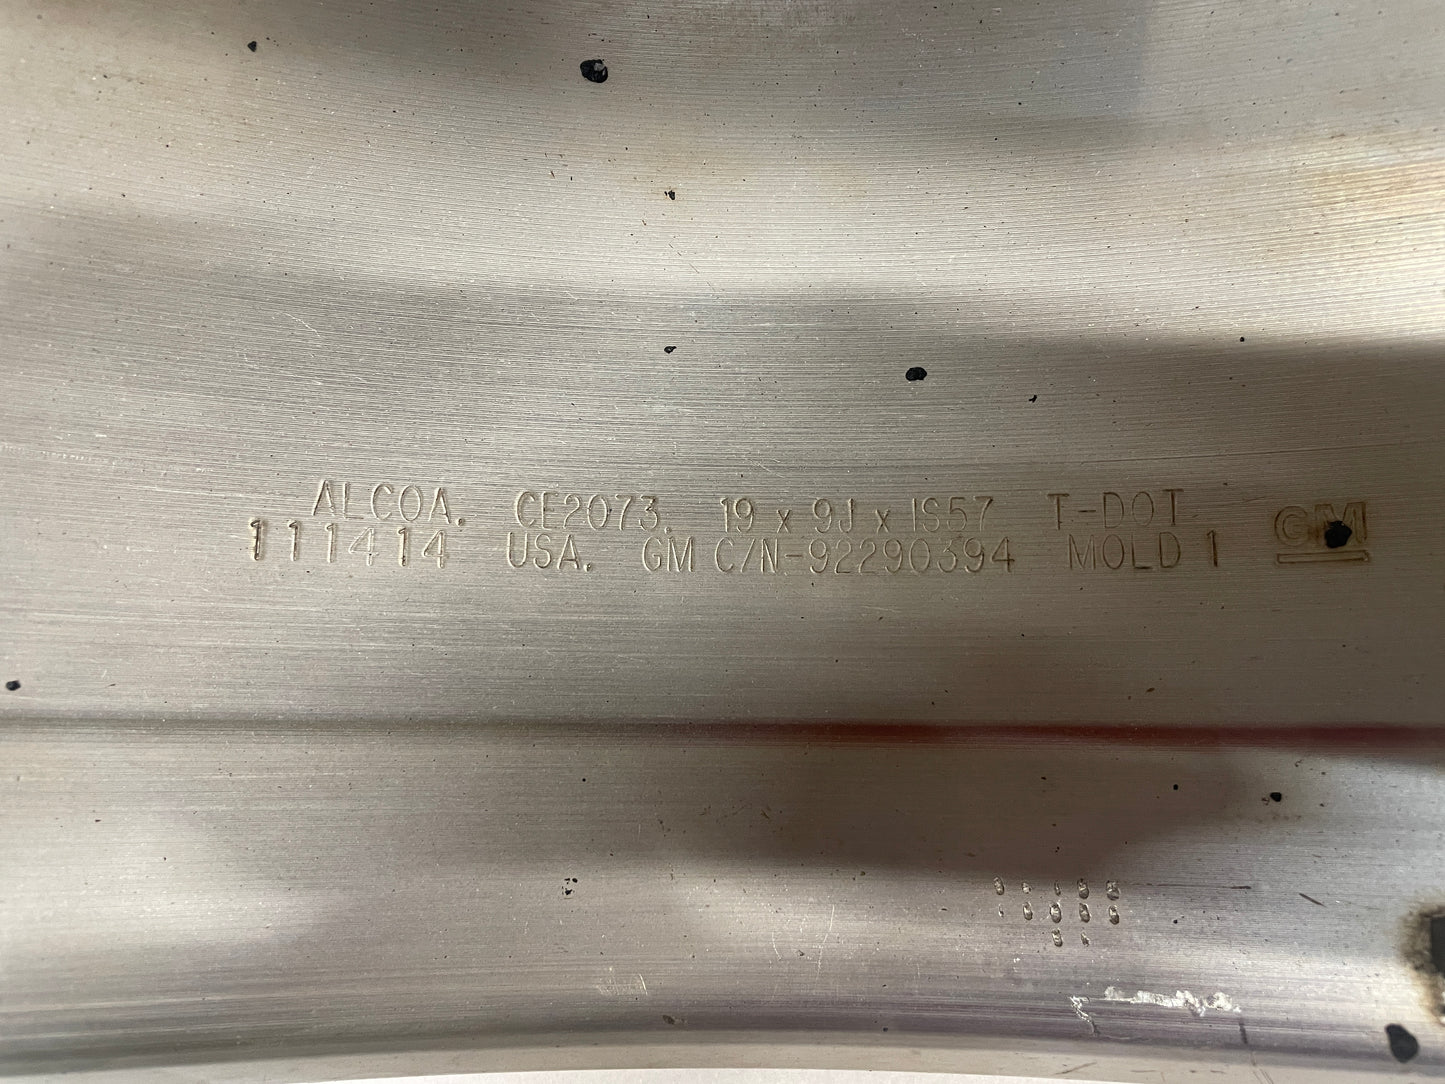 ALCOA. CE2073. 19 x 9J x IS57 T-DOT
111414 USA. GM C/N-92290394 MOLD 1
GM